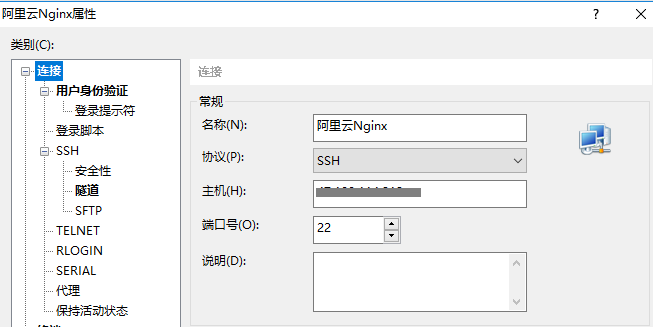 阿里云Nginx属性
类别(C):
连接
用户身份验证
登录提示符
登录脚本
SSH
安全性
隧道
SFTP
TELNET
RLOGIN
SERIAL
代理
保持活动状态
连接
常规
名称(N):
阿里云Nginx
协议(P):
SSH
主机(H):
端口号(O):
22
说明(D):